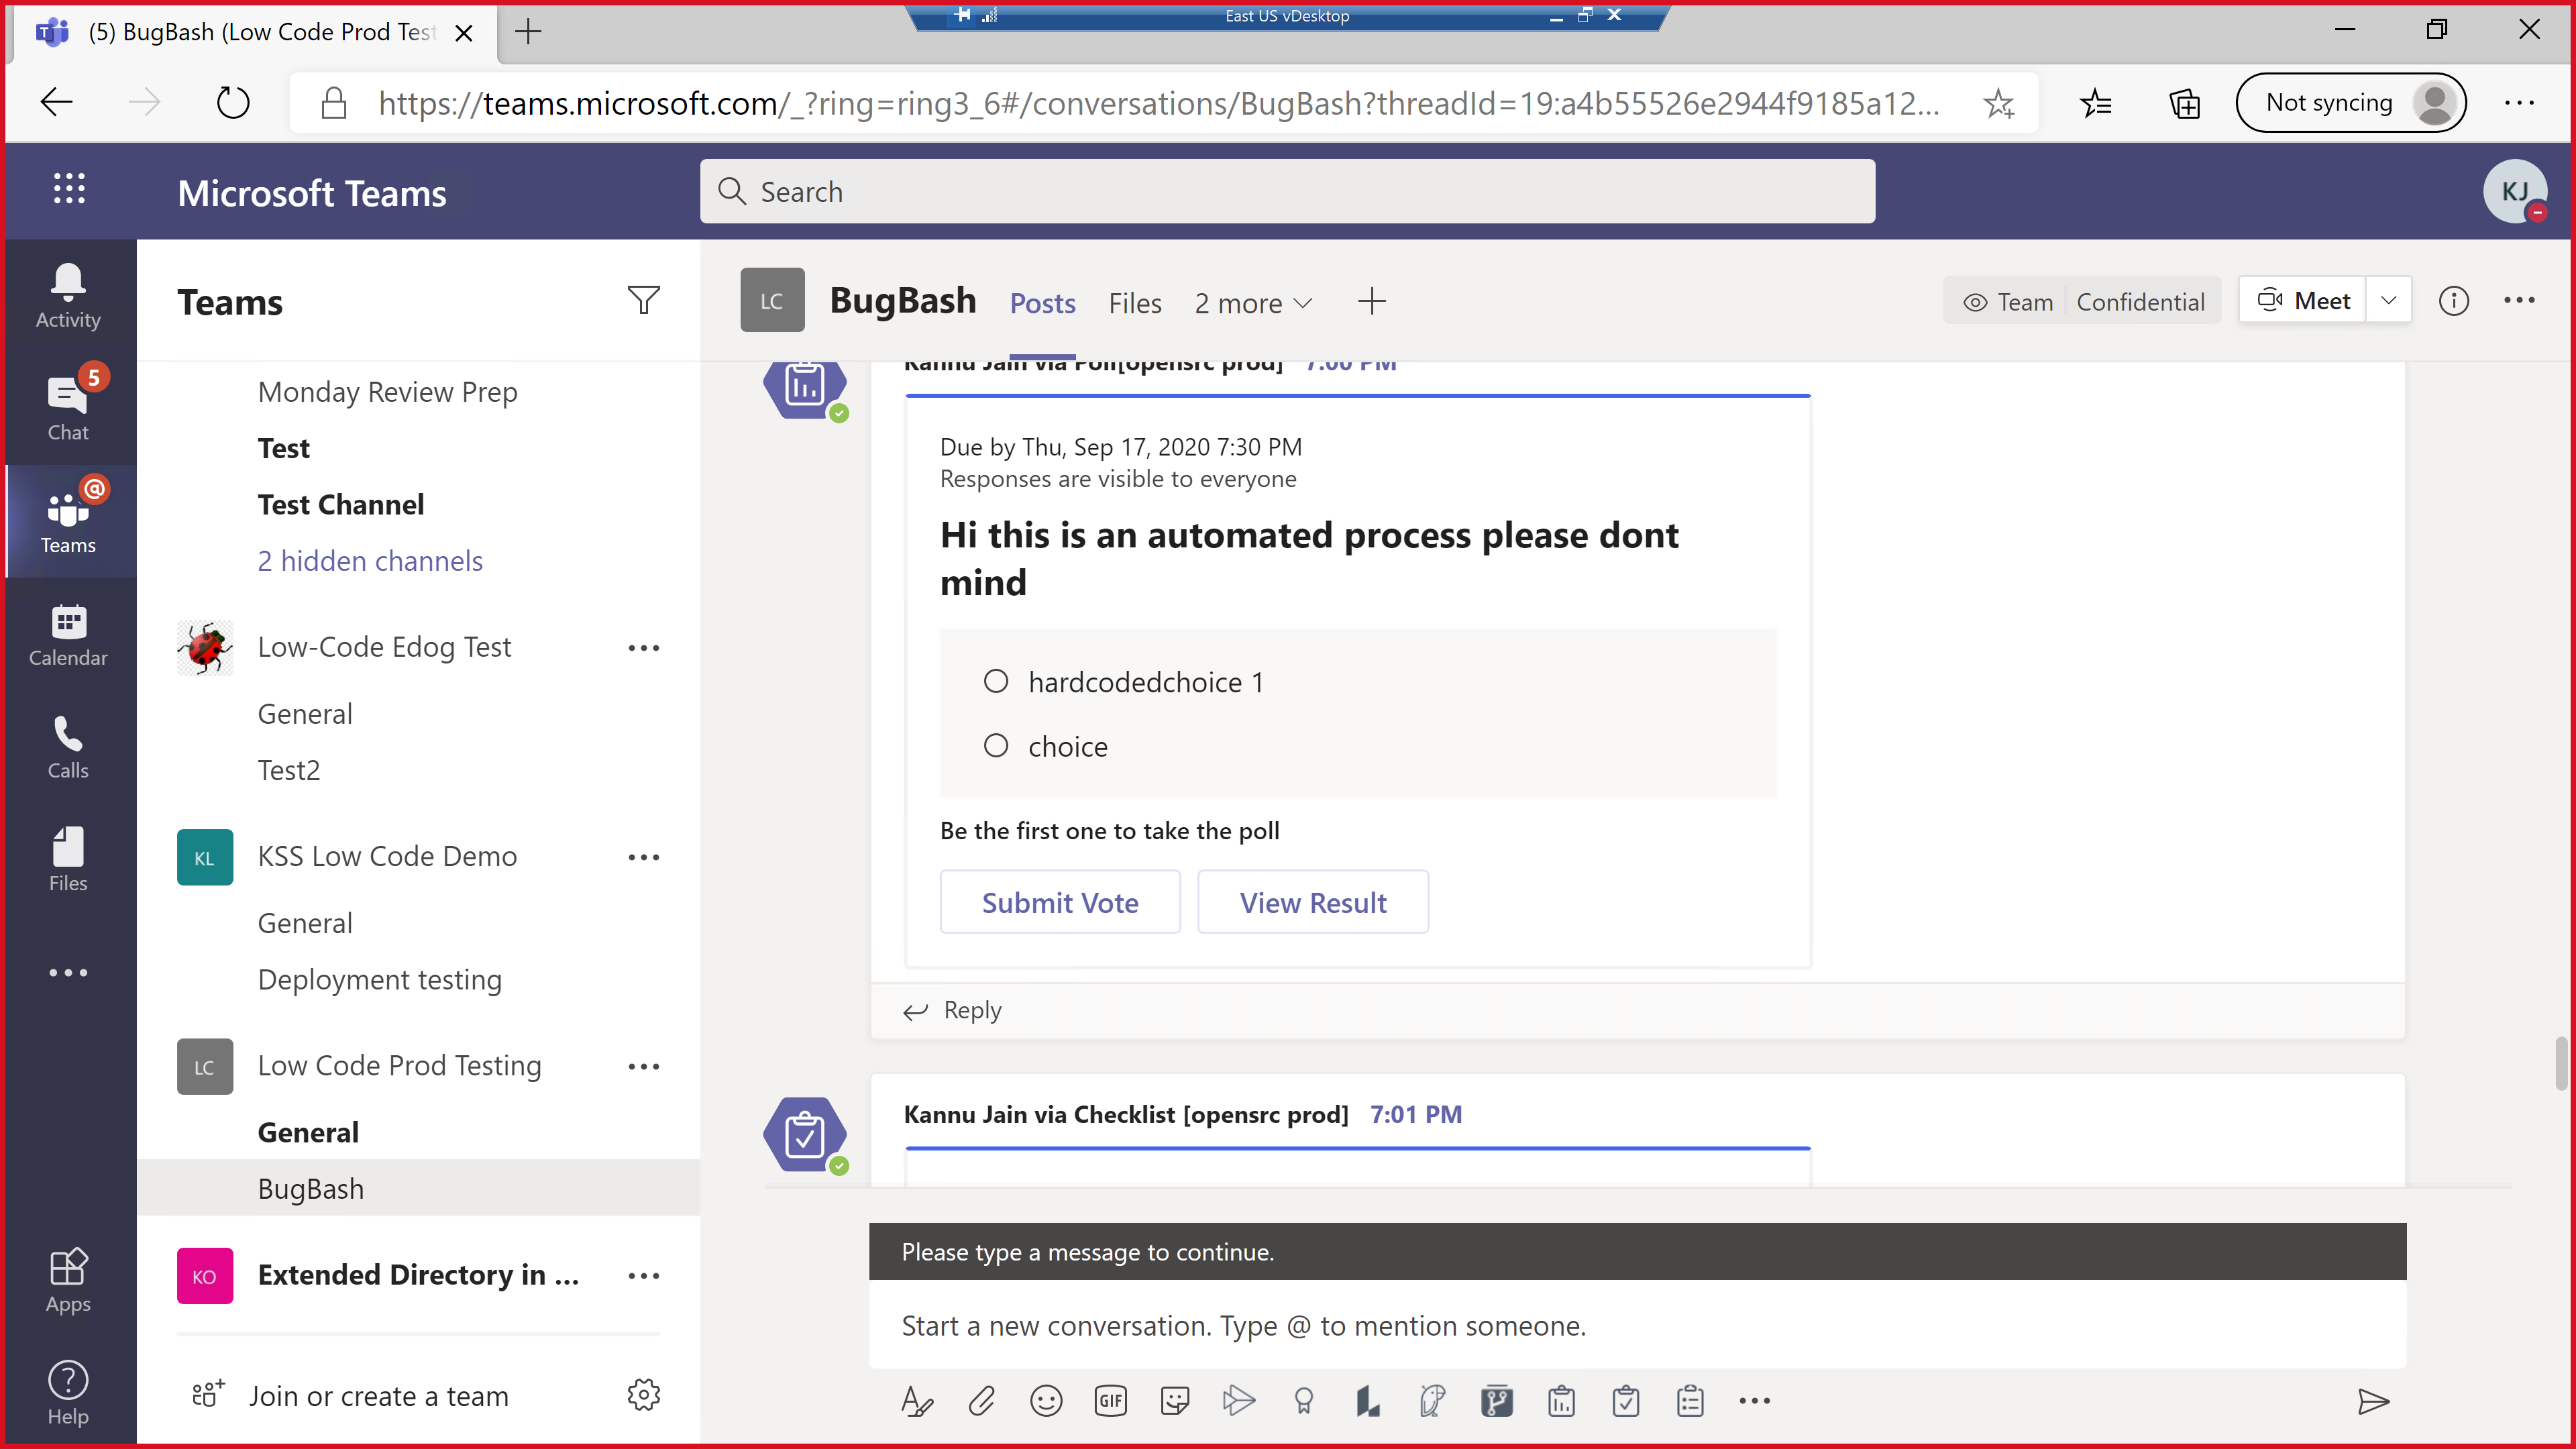 (5) BugBash (Low Code Prod Test
East US vDesktop
https://teams.microsoft.com/_?ring=ring3_6#/conversations/BugBash?threadId=19:a4b55526e2944f9185a12...
Not syncing
Microsoft Teams
Search
KJ
Activity
5
Chat
@
Teams
Calendar
Calls
Files
Apps
Help
Teams
Monday Review Prep
Test
Test Channel
2 hidden channels
Low-Code Edog Test
General
Test2
KL
KSS Low Code Demo
General
Deployment testing
LC
Low Code Prod Testing
General
BugBash
KO
Extended Directory in ...
Join or create a team
LC
BugBash
Posts
Files
2 more
Team
Confidential
Meet
Kannu Jain via Poll[opensrc prod] 7:00 PM
Due by Thu, Sep 17, 2020 7:30 PM
Responses are visible to everyone
Hi this is an automated process please dont
mind
hardcodedchoice 1
choice
Be the first one to take the poll
Submit Vote
View Result
Reply
Kannu Jain via Checklist [opensrc prod] 7:01 PM
Please type a message to continue.
Start a new conversation. Type @ to mention someone.
GIF